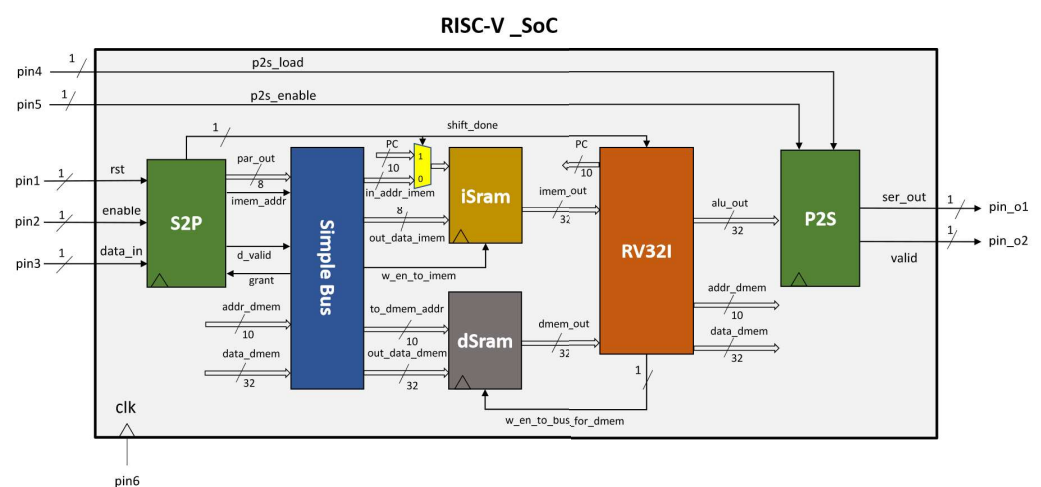 RISC-V _SoC
pin4
1
p2s_load
pin5
1
p2s_enable
1
shift_done
pin1
1
rst
pin2
1
enable
pin3
1
data_in
S2P
par_out
8
imem_addr
d_valid
grant
addr_dmem
10
data_dmem
32
Simple Bus
PC
10
1
0
in_addr_imem
8
out_data_imem
w_en_to_imem
to_dmem_addr
10
out_data_dmem
32
iSram
dSram
imem_out
32
dmem_out
32
PC
10
RV32I
alu_out
32
addr_dmem
10
data_dmem
32
1
w_en_to_bus_for_dmem
P2S
ser_out
1
pin_o1
1
pin_o2
valid
clk
pin6